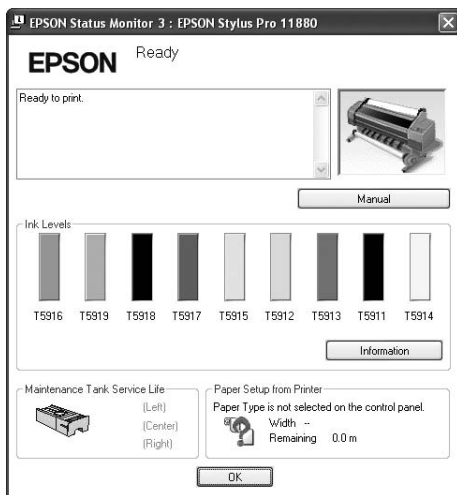 EPSON Status Monitor 3 : EPSON Stylus Pro 11880
EPSON
Ready
Ready to print.
Manual
Ink Levels
T5916 T5919 T5918 T5917 T5915 T5912 T5913 T5911 T5914
Information
Maintenance Tank Service Life
(Left)
(Center)
(Right)
Paper Setup from Printer
Paper Type is not selected on the control panel.
Width --
Remaining 0.0 m
OK